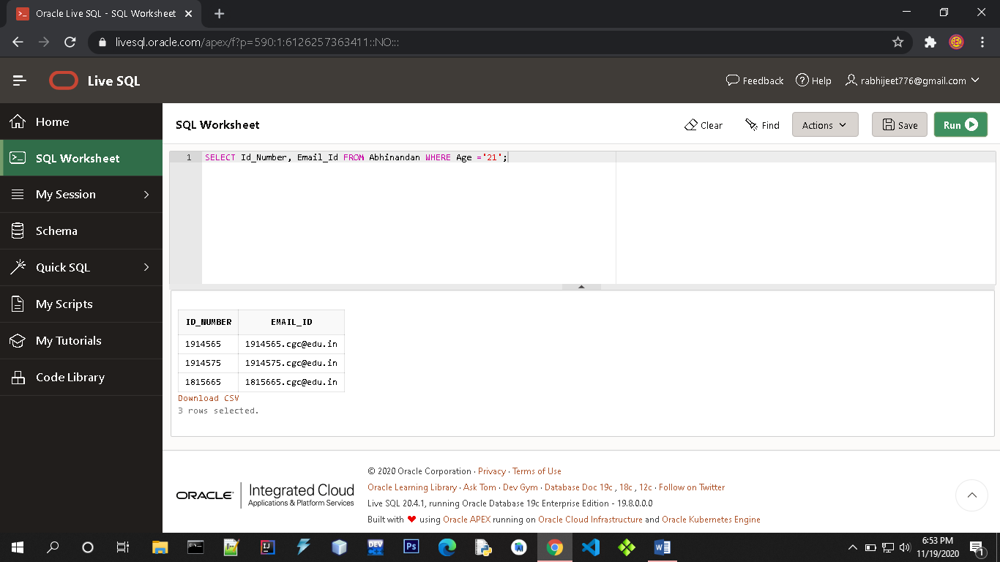 Oracle Live SQL - SQL Worksheet
livesql.oracle.com/apex/f?p=590:1:6126257363411::NO:::
Live SQL
Feedback
Help
rabhijeet776@gmail.com
Home
SQL Worksheet
My Session
Schema
Quick SQL
My Scripts
My Tutorials
Code Library
SQL Worksheet
Clear
Find
Actions
Save
Run
1 SELECT Id_Number, Email_Id FROM Abhinandan WHERE Age ='21';
ID_NUMBER EMAIL_ID
1914565 1914565.cgc@edu.in
1914575 1914575.cgc@edu.in
1815665 1815665.cgc@edu.in
Download CSV
3 rows selected.
ORACLE Integrated Cloud
Applications & Platform Services
© 2020 Oracle Corporation · Privacy · Terms of Use
Oracle Learning Library · Ask Tom · Dev Gym · Database Doc 19c , 18c , 12c · Follow on Twitter
Live SQL 20.4.1, running Oracle Database 19c Enterprise Edition - 19.8.0.0.0
Built with ❤ using Oracle APEX running on Oracle Cloud Infrastructure and Oracle Kubernetes Engine
DEV
Ps
6:53 PM
11/19/2020
1